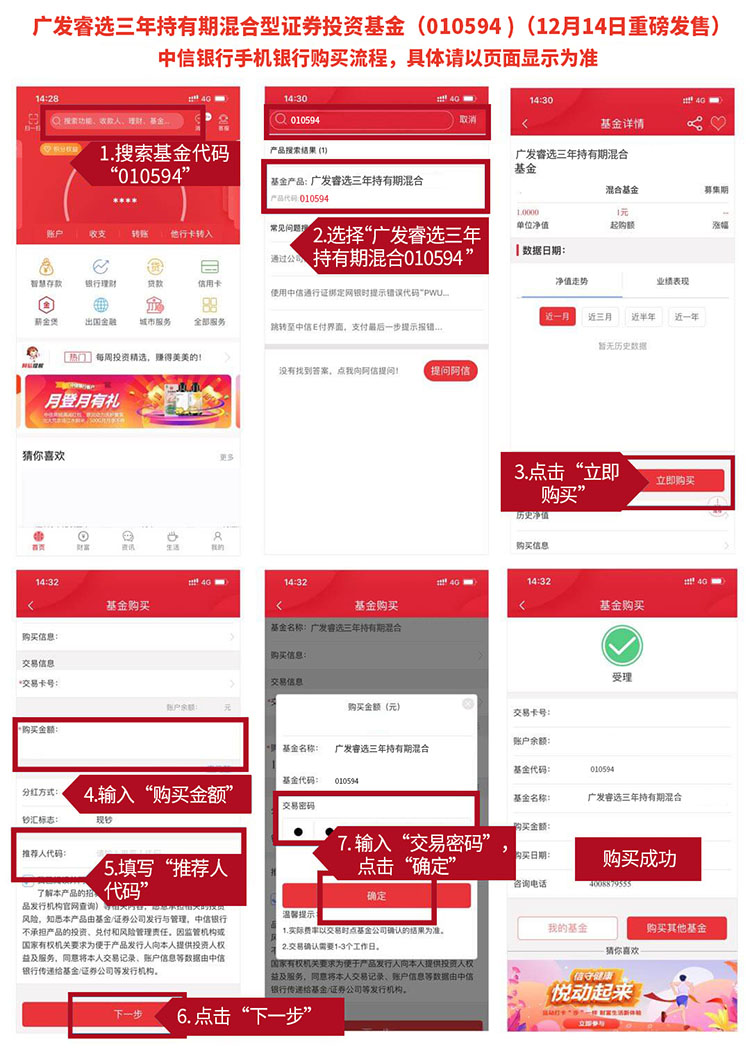 广发睿选三年持有期混合型证券投资基金（010594 )（12月14日重磅发售）
中信银行手机银行购买流程，具体请以页面显示为准
14:28
4G
扫一扫
搜索功能、收款人、理财、基金...
客服
积分权益
1.搜索基金代码
“010594”
****
账户
收支
转账
他行卡转入
智慧存款
银行理财
贷款
信用卡
薪金煲
出国金融
城市服务
全部服务
热门
每周投资精选，赚得美美的！
月登月有礼
猜你喜欢
更多
首页
财富
资讯
生活
我的
14:30
4G
010594
取消
产品搜索结果 (1)
基金产品: 广发睿选三年持有期混合
产品代码:010594
常见问题搜
2.选择“广发睿选三年
持有期混合010594 ”
通过公司
使用中信通行证绑定网银时提示错误代码“PWU...
跳转至中信E付界面，支付最后一步提示报错...
没有找到答案，点我向阿信提问!
提问阿信
14:30
4G
基金详情
广发睿选三年持有期混合
基金
混合基金
募集期
1.0000
1元
--
单位净值
起购额
涨幅
数据日期:
净值走势
业绩表现
近一月
近三月
近半年
近一年
暂无历史数据
3.点击“立即
购买”
立即购买
历史净值
购买信息
14:32
4G
基金购买
购买信息:
交易信息
*交易卡号:
账户余额:
元
*购买金额:
分红方式:
4.输入“购买金额”
钞汇标志:
现钞
推荐人代码:
5.填写“推荐人
代码”
了解本产品的招
品发行机构官网查询）等相关内容，愿意承担相关的投资
风险，知悉本产品由基金/证券公司发行与管理，中信银行
不承担产品的投资、兑付和风险管理责任。因监管机构或
国家有权机关要求为便于产品发行人向本人提供投资人权
益及服务、同意将本人交易记录、账户信息等数据由中信
银行传递给基金/证券公司等发行机构。
下一步
6. 点击“下一步”
14:32
4G
基金购买
基金名称: 广发睿选三年持有期混合
购买信息:
交易信息
购买金额（元）
基金名称:
广发睿选三年持有期混合
基金代码:
010594
交易密码
7. 输入“交易密码”，
点击“确定”
确定
温馨提示:
1.实际费率以交易时点基金公司确认的结果为准。
2.交易确认需要1-3个工作日。
国家有权机关要求为便于产品发行人向本人提供投资人权
益及服务、同意将本人交易记录、账户信息等数据由中信
银行传递给基金/证券公司等发行机构。
14:32
4G
基金购买
受理
交易卡号:
账户余额:
基金代码:
010594
基金名称:
广发睿选三年持有期混合
购买金额:
购买日期:
购买成功
咨询电话
4008879555
我的基金
购买其他基金
猜你喜欢
信守健康
悦动起来
立即参与